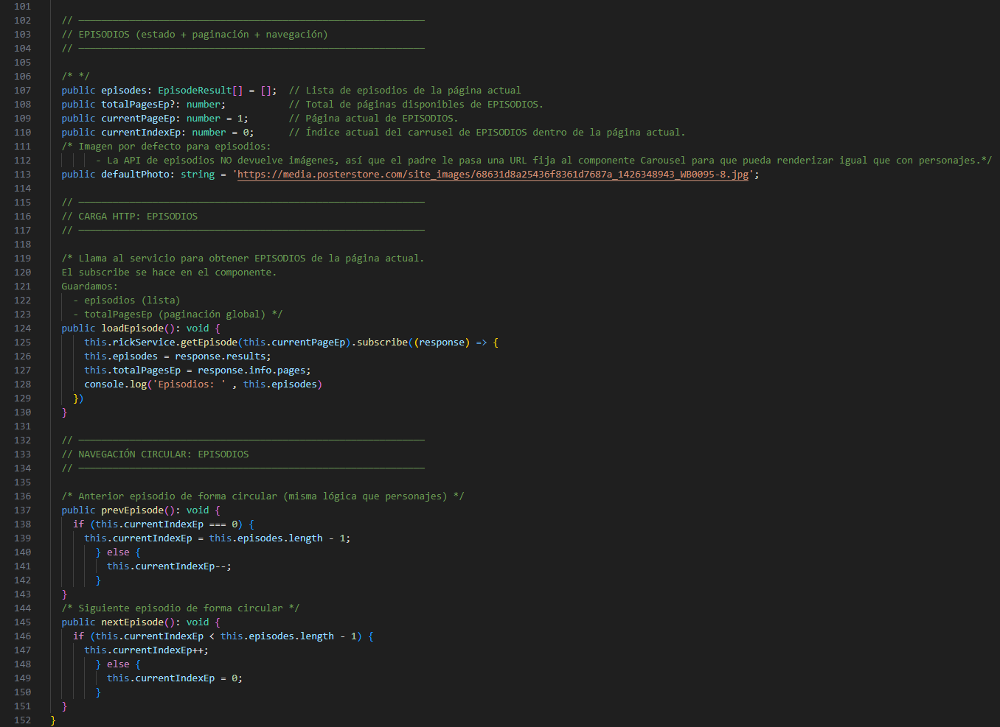 101
102 // ─────────────────────────────────────────────────────────────
103 // EPISODIOS (estado + paginación + navegación)
104 // ─────────────────────────────────────────────────────────────
105
106 /* */
107 public episodes: EpisodeResult[] = []; // Lista de episodios de la página actual
108 public totalPagesEp?: number; // Total de páginas disponibles de EPISODIOS.
109 public currentPageEp: number = 1; // Página actual de EPISODIOS.
110 public currentIndexEp: number = 0; // Índice actual del carrusel de EPISODIOS dentro de la página actual.
111 /* Imagen por defecto para episodios:
112 - La API de episodios NO devuelve imágenes, así que el padre le pasa una URL fija al componente Carousel para que pueda renderizar igual que con personajes.*/
113 public defaultPhoto: string = 'https://media.posterstore.com/site_images/68631d8a25436f8361d7687a_1426348943_WB0095-8.jpg';
114
115 // ─────────────────────────────────────────────────────────────
116 // CARGA HTTP: EPISODIOS
117 // ─────────────────────────────────────────────────────────────
118
119 /* Llama al servicio para obtener EPISODIOS de la página actual.
120 El subscribe se hace en el componente.
121 Guardamos:
122 - episodios (lista)
123 - totalPagesEp (paginación global) */
124 public loadEpisode(): void {
125 this.rickService.getEpisode(this.currentPageEp).subscribe((response) => {
126 this.episodes = response.results;
127 this.totalPagesEp = response.info.pages;
128 console.log('Episodios: ' , this.episodes)
129 })
130 }
131
132 // ─────────────────────────────────────────────────────────────
133 // NAVEGACIÓN CIRCULAR: EPISODIOS
134 // ─────────────────────────────────────────────────────────────
135
136 /* Anterior episodio de forma circular (misma lógica que personajes) */
137 public prevEpisode(): void {
138 if (this.currentIndexEp === 0) {
139 this.currentIndexEp = this.episodes.length - 1;
140 } else {
141 this.currentIndexEp--;
142 }
143 }
144 /* Siguiente episodio de forma circular */
145 public nextEpisode(): void {
146 if (this.currentIndexEp < this.episodes.length - 1) {
147 this.currentIndexEp++;
148 } else {
149 this.currentIndexEp = 0;
150 }
151 }
152 }